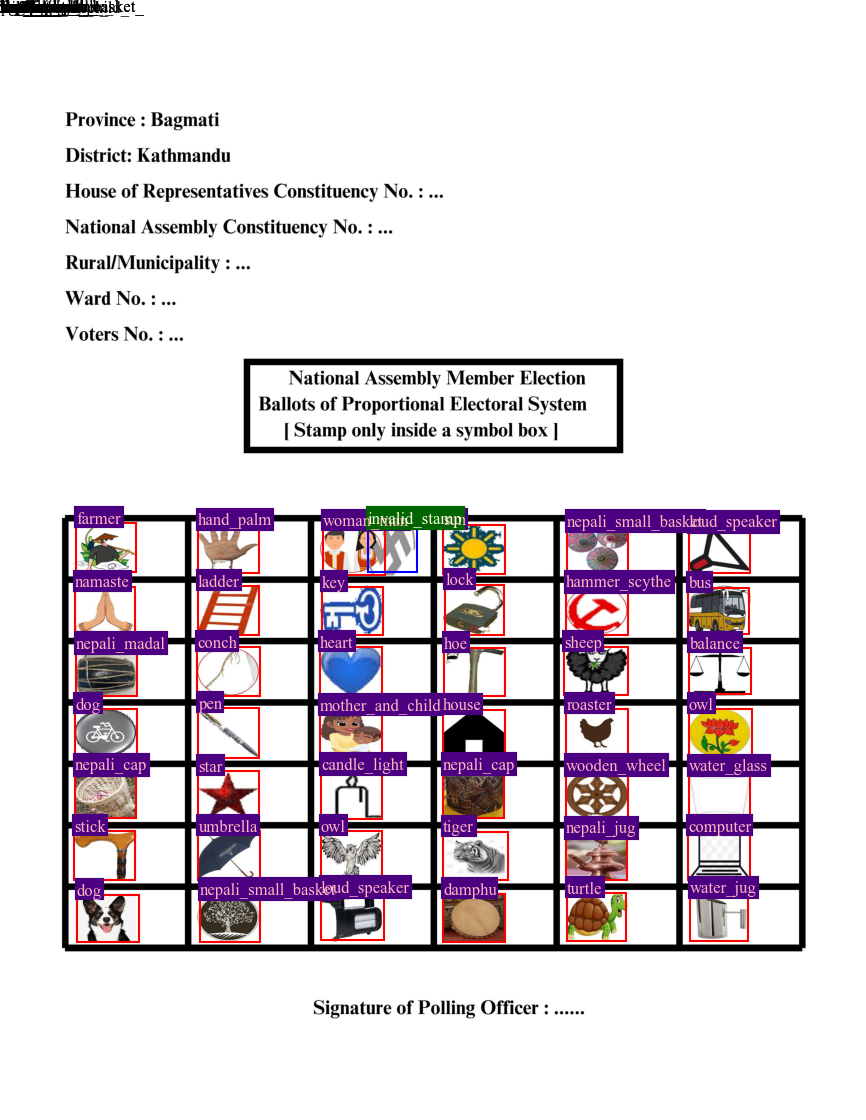 Province : Bagmati
District: Kathmandu
House of Representatives Constituency No. : ...
National Assembly Constituency No. : ...
Rural/Municipality : ...
Ward No. : ...
Voters No. : ...
National Assembly Member Election
Ballots of Proportional Electoral System
[ Stamp only inside a symbol box ]
farmer hand_palm invalid_stamp nepali_small_basket loud_speaker
namaste ladder key lock hammer_scythe bus
nepali_madal conch heart hoe sheep balance
dog pen mother_and_child house roaster owl
nepali_cap star candle_light nepali_cap wooden_wheel water_glass
stick umbrella owl tiger nepali_jug computer
dog nepali_small_basket loud_speaker damphu turtle water_jug
Signature of Polling Officer : ......